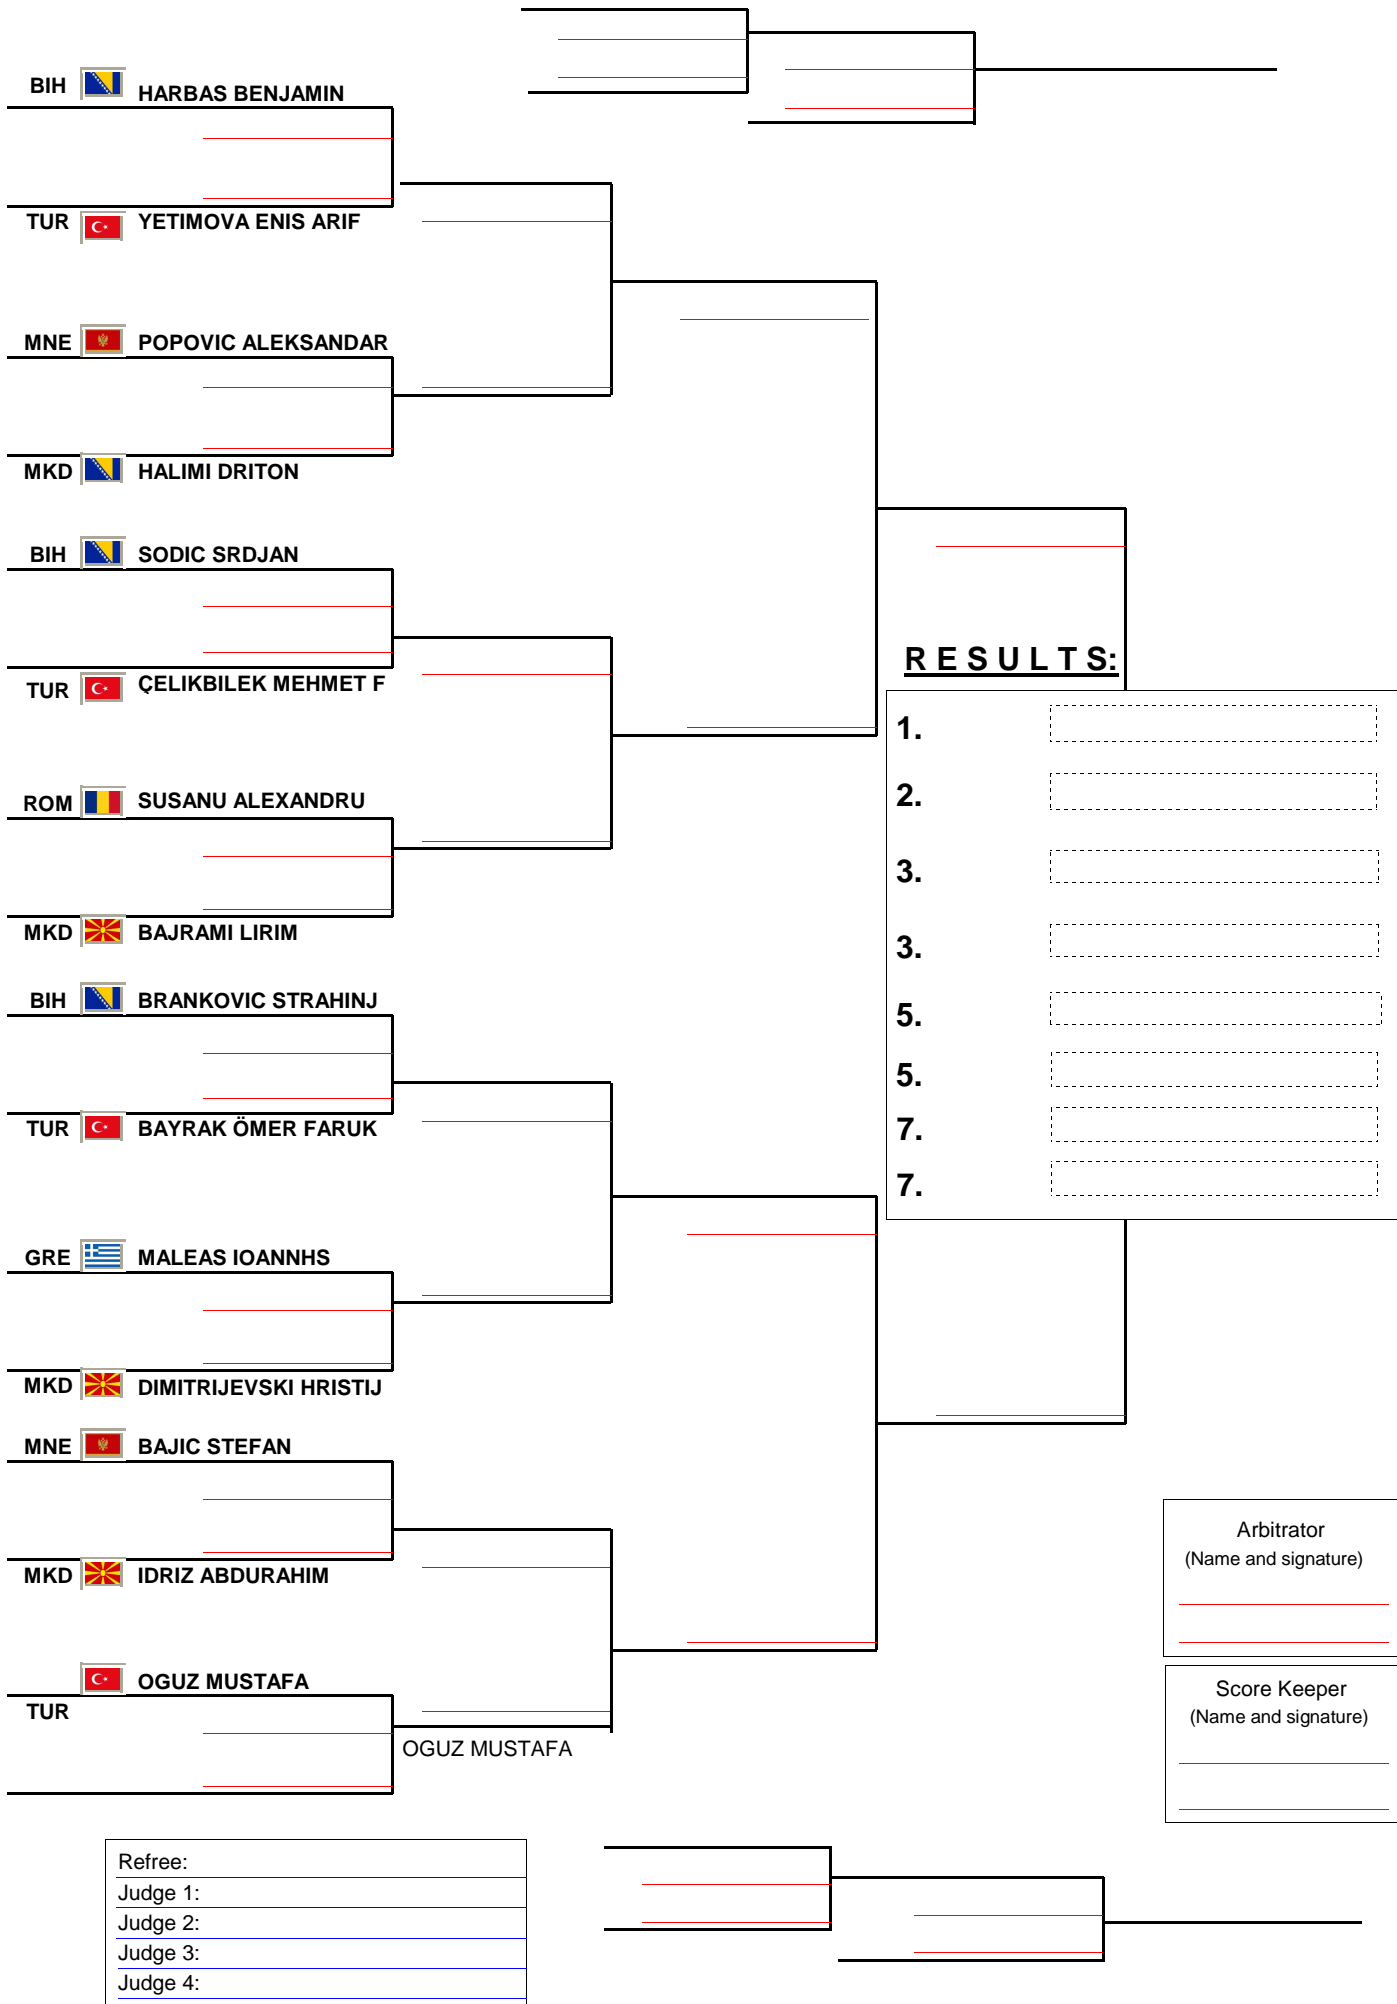 BIH HARBAS BENJAMIN
TUR YETIMOVA ENIS ARIF
MNE POPOVIC ALEKSANDAR
MKD HALIMI DRITON
BIH SODIC SRDJAN
TUR ÇELIKBILEK MEHMET F
ROM SUSANU ALEXANDRU
MKD BAJRAMI LIRIM
BIH BRANKOVIC STRAHINJ
TUR BAYRAK ÖMER FARUK
GRE MALEAS IOANNHS
MKD DIMITRIJEVSKI HRISTIJ
MNE BAJIC STEFAN
MKD IDRIZ ABDURAHIM
OGUZ MUSTAFA
TUR
OGUZ MUSTAFA
R E S U L T S:
1.
2.
3.
3.
5.
5.
7.
7.
Arbitrator
(Name and signature)
Score Keeper
(Name and signature)
Refree:
Judge 1:
Judge 2:
Judge 3:
Judge 4: